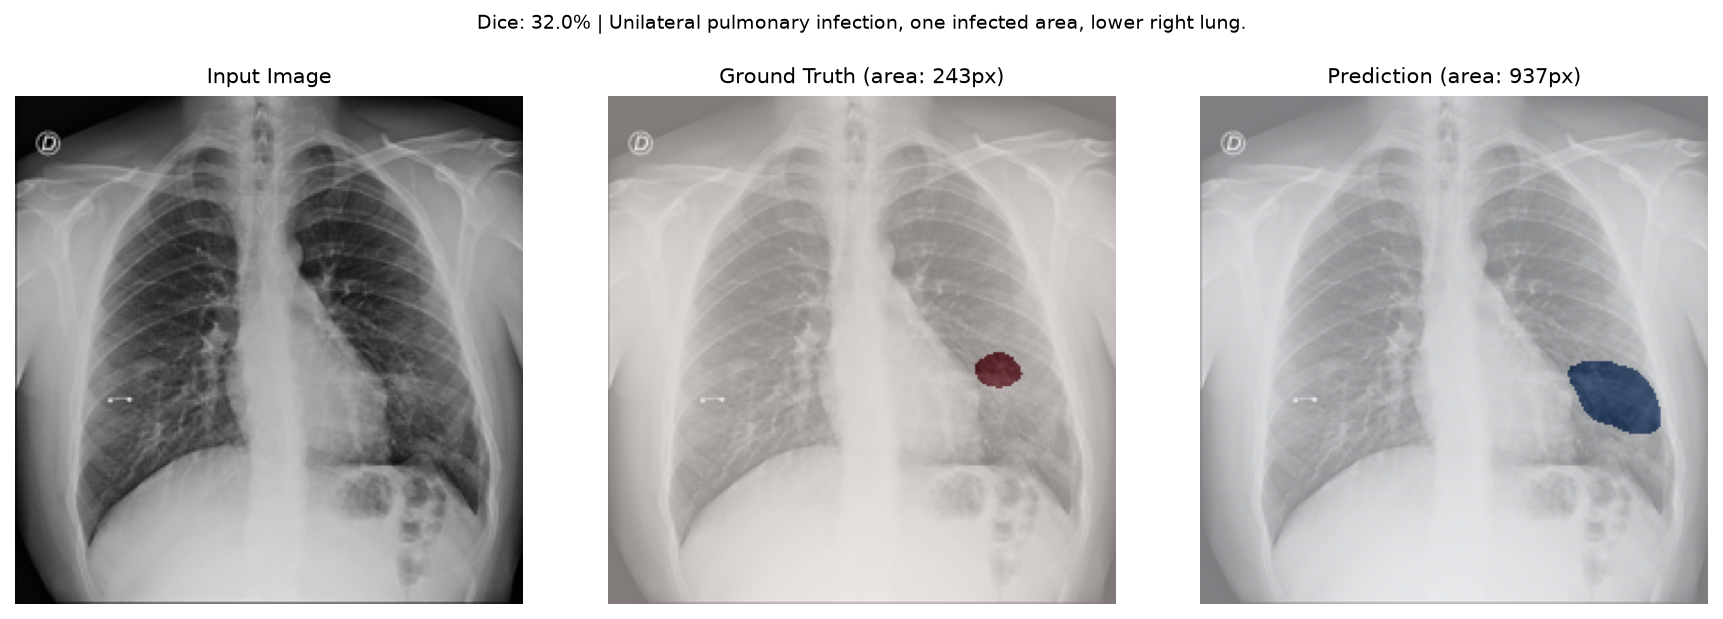 Dice: 32.0% | Unilateral pulmonary infection, one infected area, lower right lung.
Input Image
Ground Truth (area: 243px)
Prediction (area: 937px)
D
D
D